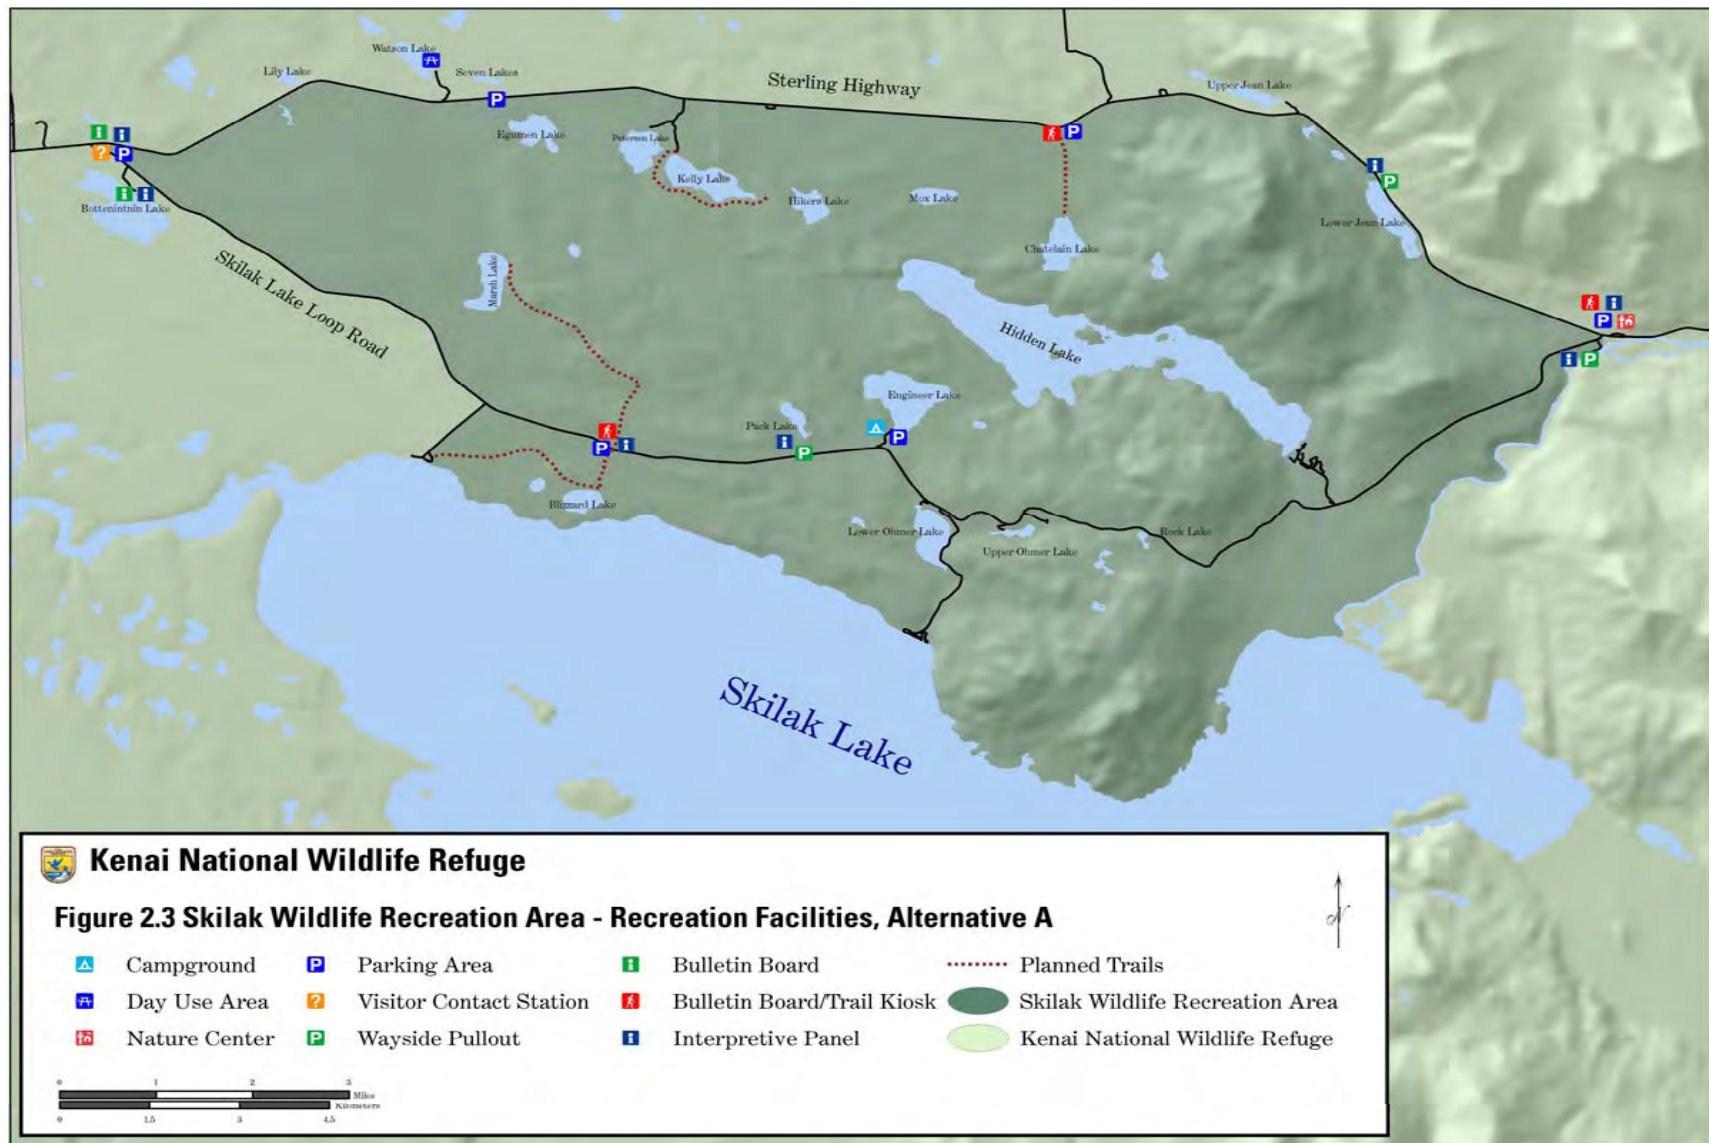 Watson Lake
Lily Lake
Seven Lakes
Sterling Highway
Upper Jean Lake
Egumen Lake
Peterson Lake
Kelly Lake
Hikers Lake
Mox Lake
Bottenintnin Lake
Lower Jean Lake
Chatelain Lake
Marsh Lake
Skilak Lake Loop Road
Hidden Lake
Engineer Lake
Pack Lake
Blizzard Lake
Lower Ohmer Lake
Upper Ohmer Lake
Rock Lake
Skilak Lake
Kenai National Wildlife Refuge
Figure 2.3 Skilak Wildlife Recreation Area - Recreation Facilities, Alternative A
N
Campground
Parking Area
Bulletin Board
Planned Trails
Day Use Area
Visitor Contact Station
Bulletin Board/Trail Kiosk
Skilak Wildlife Recreation Area
Nature Center
Wayside Pullout
Interpretive Panel
Kenai National Wildlife Refuge
0 1 2 3
Miles
Kilometers
0 1.5 3 4.5